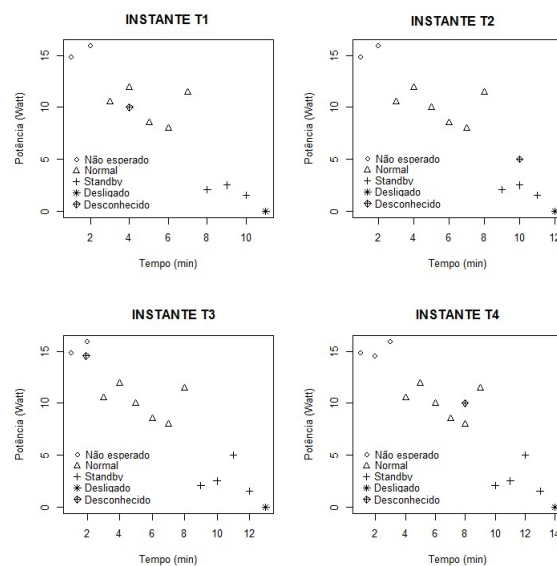 INSTANTE T1
Potência (Watt)
15
10
5
0
Não esperado
Normal
Standby
Desligado
Desconhecido
2 4 6 8 10
Tempo (min)
INSTANTE T2
Potência (Watt)
15
10
5
0
Não esperado
Normal
Standby
Desligado
Desconhecido
2 4 6 8 10 12
Tempo (min)
INSTANTE T3
Potência (Watt)
15
10
5
0
Não esperado
Normal
Standby
Desligado
Desconhecido
2 4 6 8 10 12
Tempo (min)
INSTANTE T4
Potência (Watt)
15
10
5
0
Não esperado
Normal
Standby
Desligado
Desconhecido
2 4 6 8 10 12 14
Tempo (min)